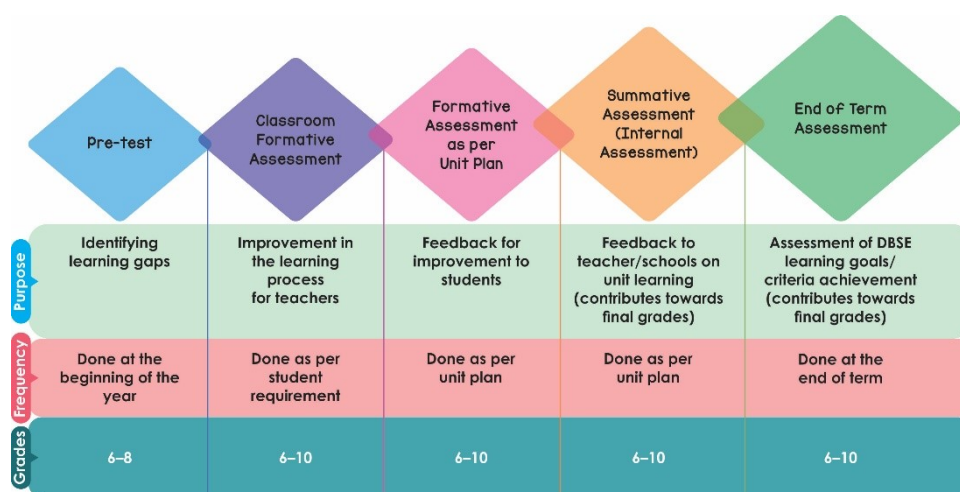 Pre-test
Classroom
Formative
Assessment
Formative
Assessment
as per
Unit Plan
Summative
Assessment
(Internal
Assessment)
End of Term
Assessment
Purpose
Identifying
learning gaps
Improvement in
the learning
process
for teachers
Feedback for
improvement to
students
Feedback to
teacher/schools on
unit learning
(contributes towards
final grades)
Assessment of DBSE
learning goals/
criteria achievement
(contributes towards
final grades)
Frequency
Done at the
beginning of the
year
Done as per
student
requirement
Done as per
unit plan
Done as per
unit plan
Done at the
end of term
Grades
6–8
6–10
6–10
6–10
6–10